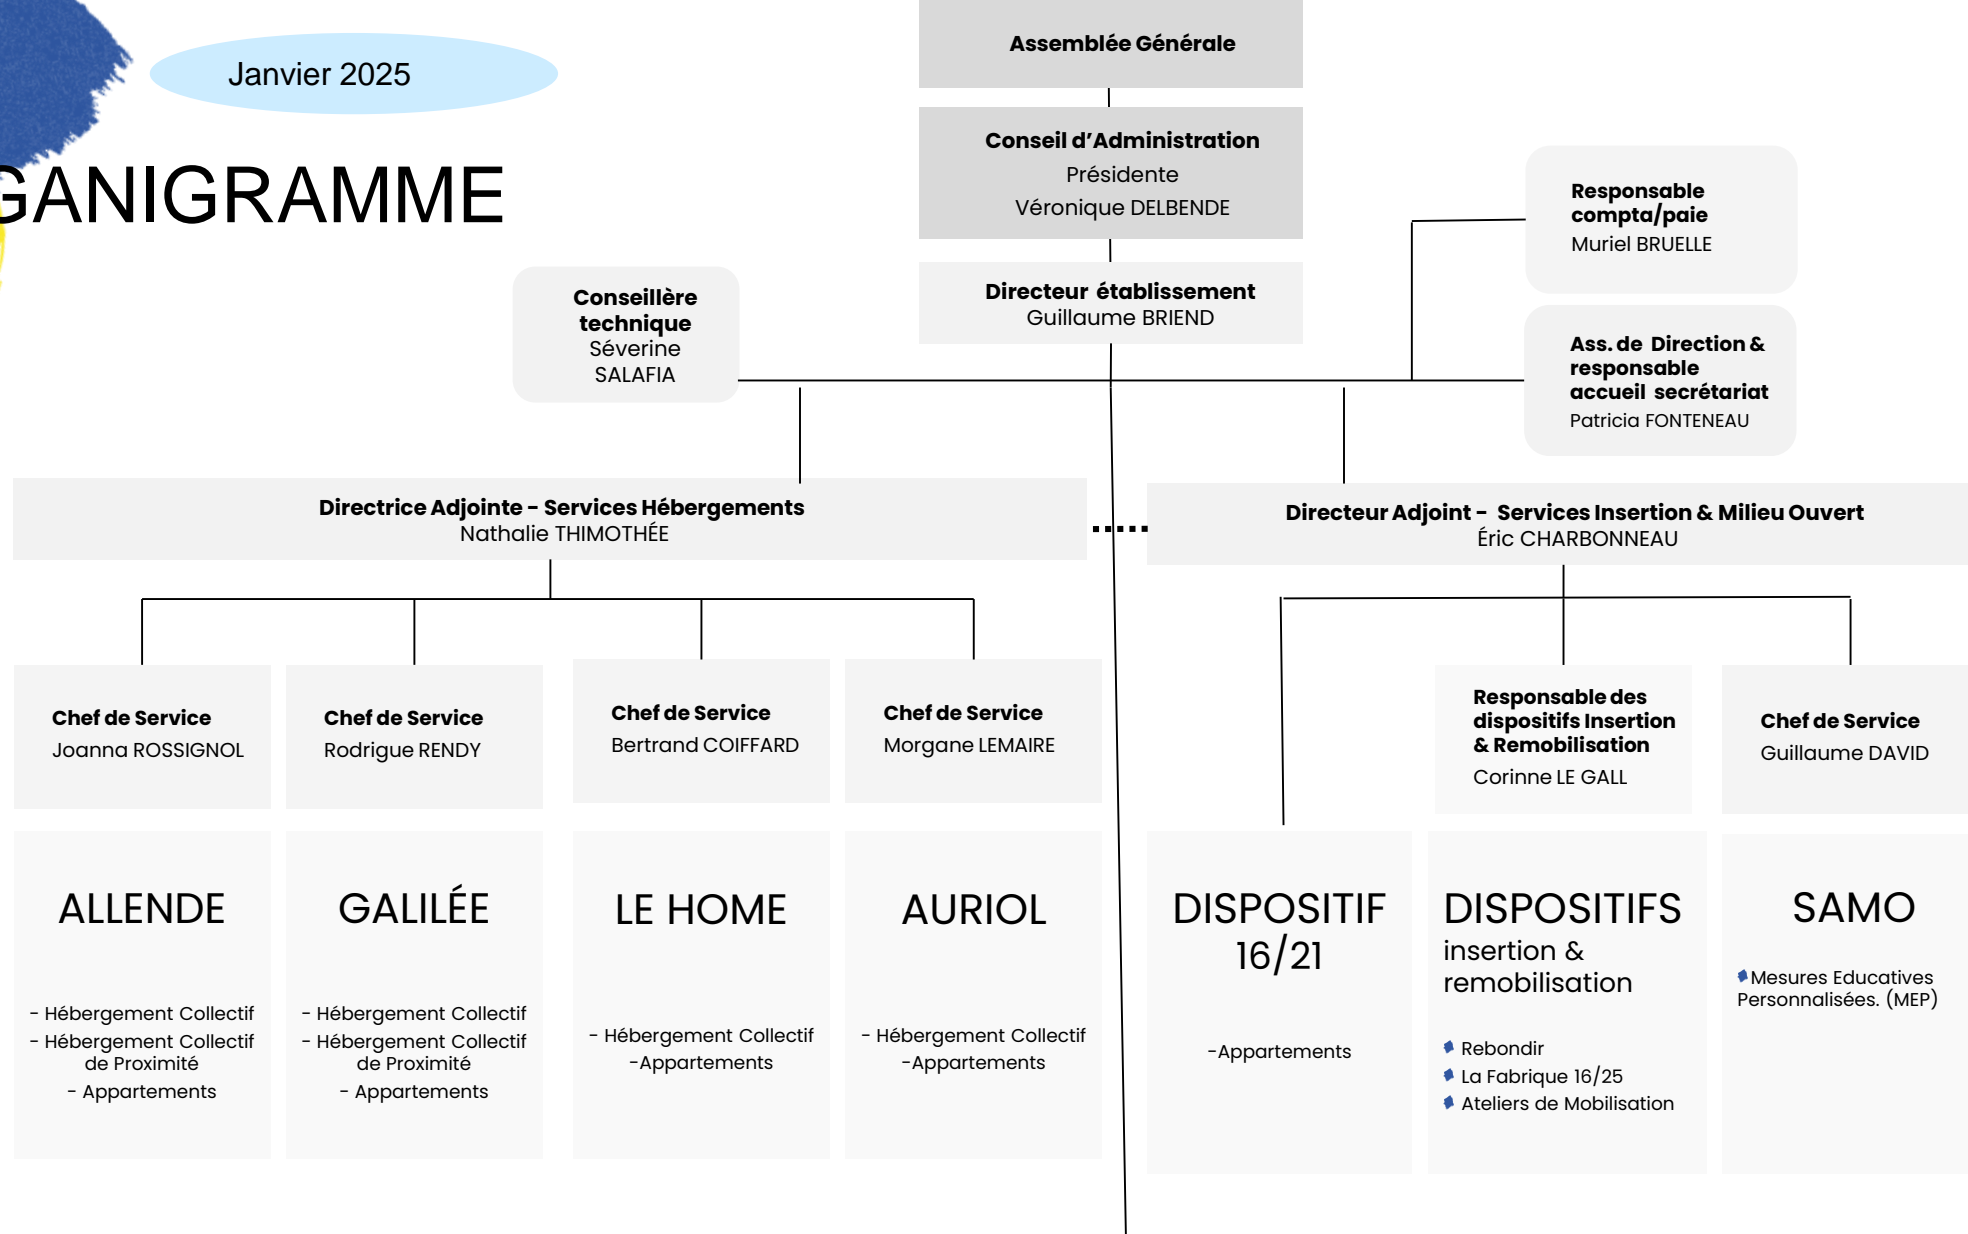 Janvier 2025
GANIGRAMME
Assemblée Générale
Conseil d’Administration
Présidente
Véronique DELBENDE
Directeur établissement
Guillaume BRIEND
Responsable
compta/paie
Muriel BRUELLE
Conseillère
technique
Séverine
SALAFIA
Ass. de Direction &
responsable
accueil secrétariat
Patricia FONTENEAU
Directrice Adjointe - Services Hébergements
Nathalie THIMOTHÉE
Directeur Adjoint - Services Insertion & Milieu Ouvert
Éric CHARBONNEAU
Chef de Service
Joanna ROSSIGNOL
Chef de Service
Rodrigue RENDY
Chef de Service
Bertrand COIFFARD
Chef de Service
Morgane LEMAIRE
Responsable des
dispositifs Insertion
& Remobilisation
Corinne LE GALL
Chef de Service
Guillaume DAVID
ALLENDE
- Hébergement Collectif
- Hébergement Collectif
de Proximité
- Appartements
GALILÉE
- Hébergement Collectif
- Hébergement Collectif
de Proximité
- Appartements
LE HOME
- Hébergement Collectif
-Appartements
AURIOL
- Hébergement Collectif
-Appartements
DISPOSITIF
16/21
-Appartements
DISPOSITIFS
insertion &
remobilisation
Rebondir
La Fabrique 16/25
Ateliers de Mobilisation
SAMO
Mesures Educatives
Personnalisées. (MEP)